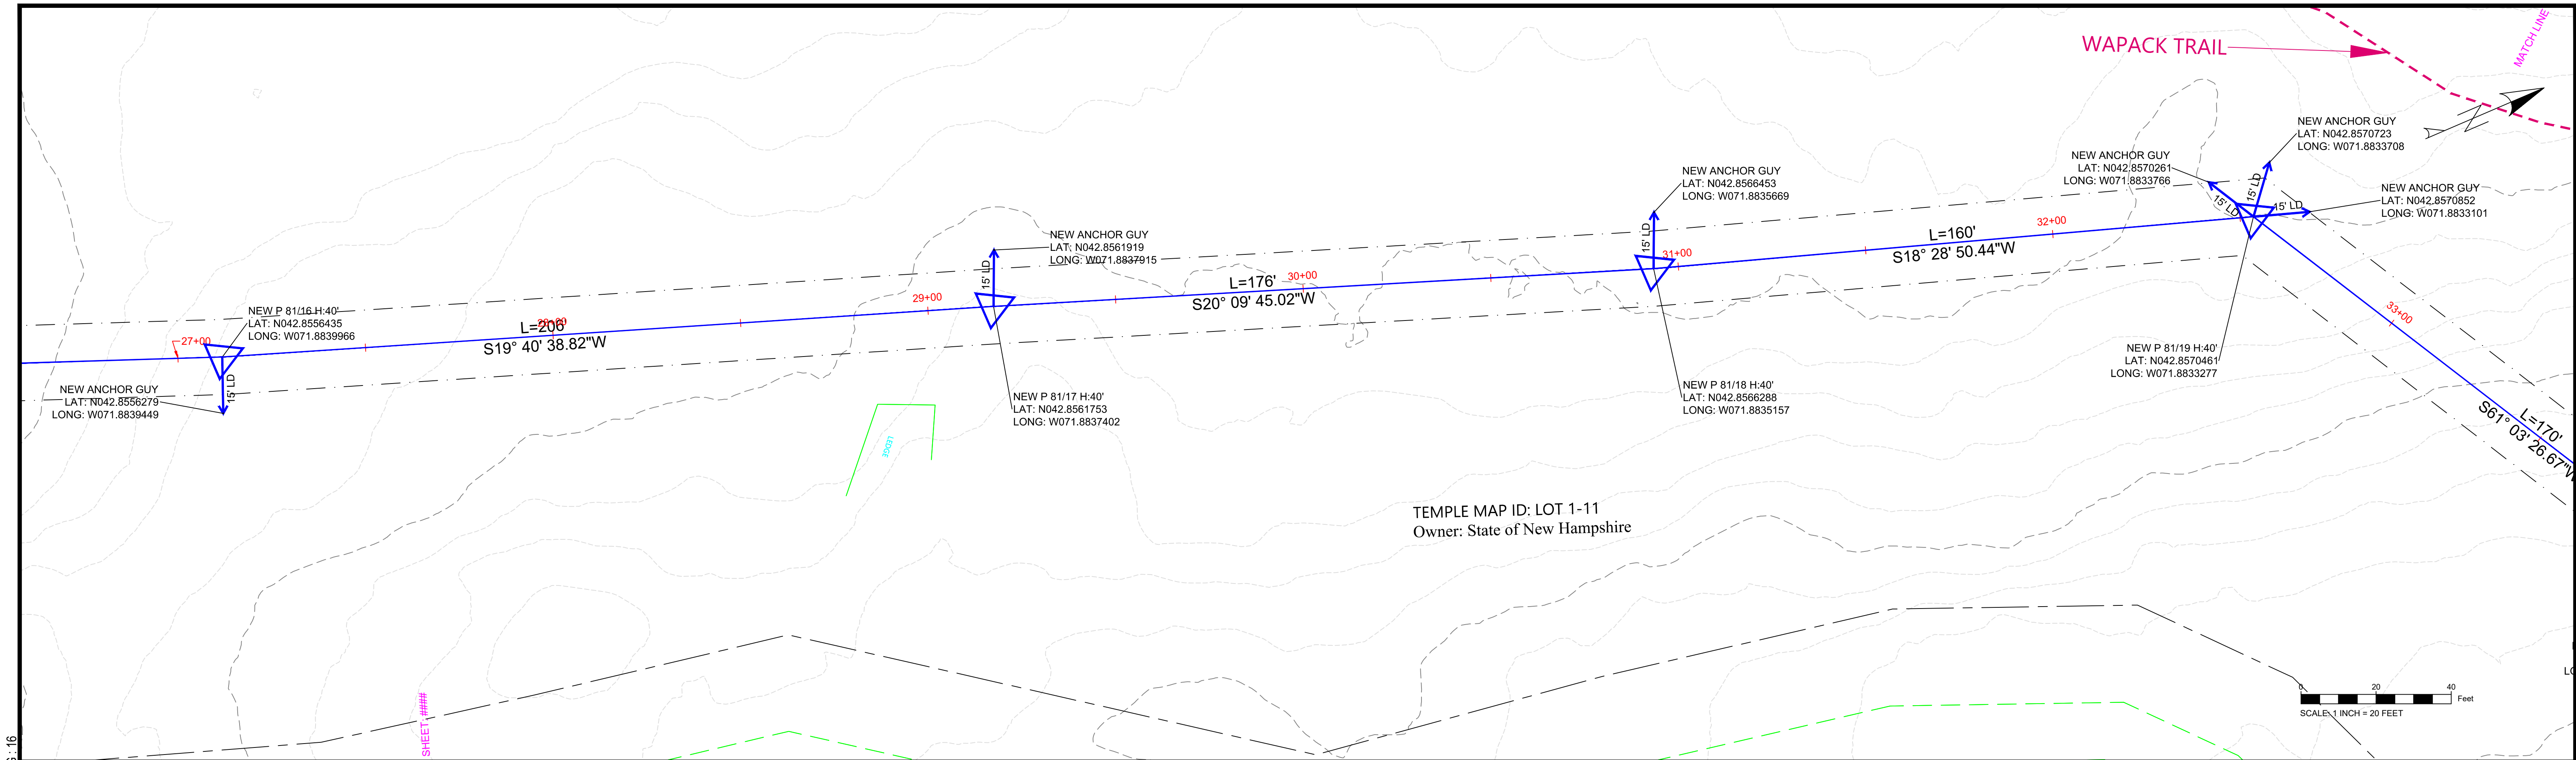 WAPACK TRAIL
MATCH LINE
NEW ANCHOR GUY
LAT: N042.8570723
LONG: W071.8833708
NEW ANCHOR GUY
LAT: N042.8570261
LONG: W071.8833766
NEW ANCHOR GUY
LAT: N042.8570852
LONG: W071.8833101
15' LD
15' LD
15' LD
NEW ANCHOR GUY
LAT: N042.8566453
LONG: W071.8835669
15' LD
NEW ANCHOR GUY
LAT: N042.8561919
LONG: W071.8837915
15' LD
32+00
L=160'
S18° 28' 50.44"W
31+00
30+00
L=176'
S20° 09' 45.02"W
29+00
28+00
L=206'
S19° 40' 38.82"W
27+00
NEW P 81/16 H:40'
LAT: N042.8556435
LONG: W071.8839966
NEW ANCHOR GUY
LAT: N042.8556279
LONG: W071.8839449
15' LD
NEW P 81/17 H:40'
LAT: N042.8561753
LONG: W071.8837402
NEW P 81/18 H:40'
LAT: N042.8566288
LONG: W071.8835157
NEW P 81/19 H:40'
LAT: N042.8570461
LONG: W071.8833277
33+00
L=170'
S61° 03' 26.67"W
TEMPLE MAP ID: LOT 1-11
Owner: State of New Hampshire
SHEET: ####
: 16
0 20 40
Feet
SCALE: 1 INCH = 20 FEET